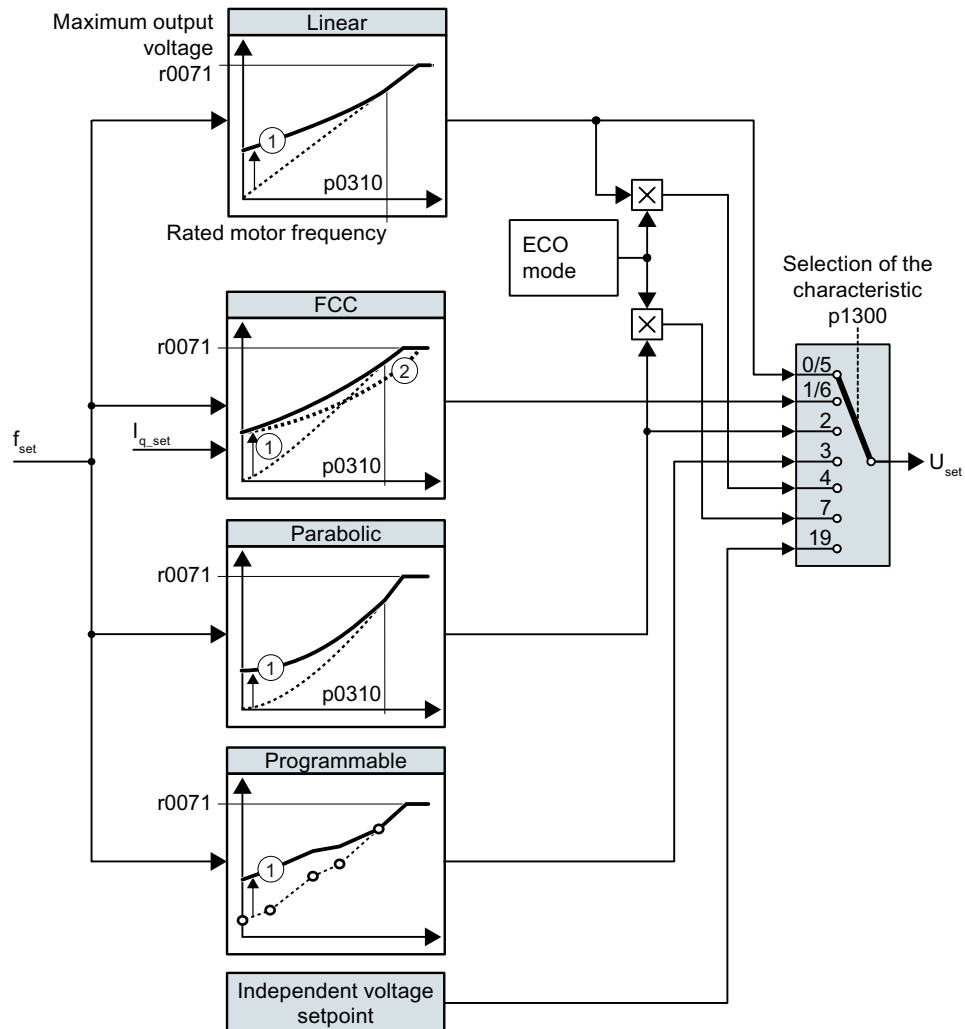 Maximum output
voltage
r0071
Linear
1
p0310
Rated motor frequency
ECO
mode
Selection of the
characteristic
p1300
FCC
r0071
2
1
p0310
f_set
I_q_set
0/5
1/6
2
3
4
7
19
U_set
Parabolic
r0071
1
p0310
Programmable
r0071
1
Independent voltage
setpoint